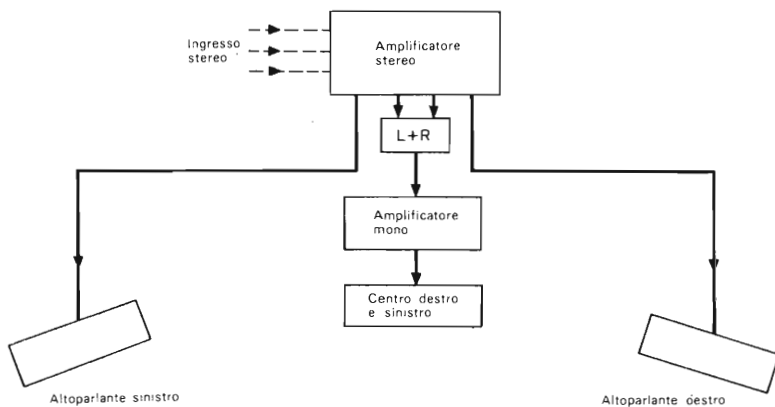 Ingresso
stereo
Amplificatore
stereo
L+R
Amplificatore
mono
Centro destro
e sinistro
Altoparlante sinistro
Altoparlante destro